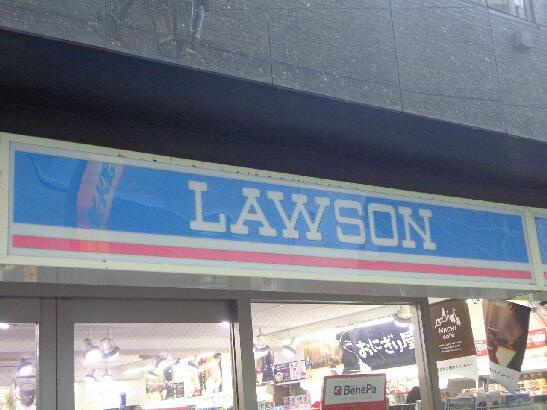 LAWSON
おにぎり屋
MACHI
café
BenePa